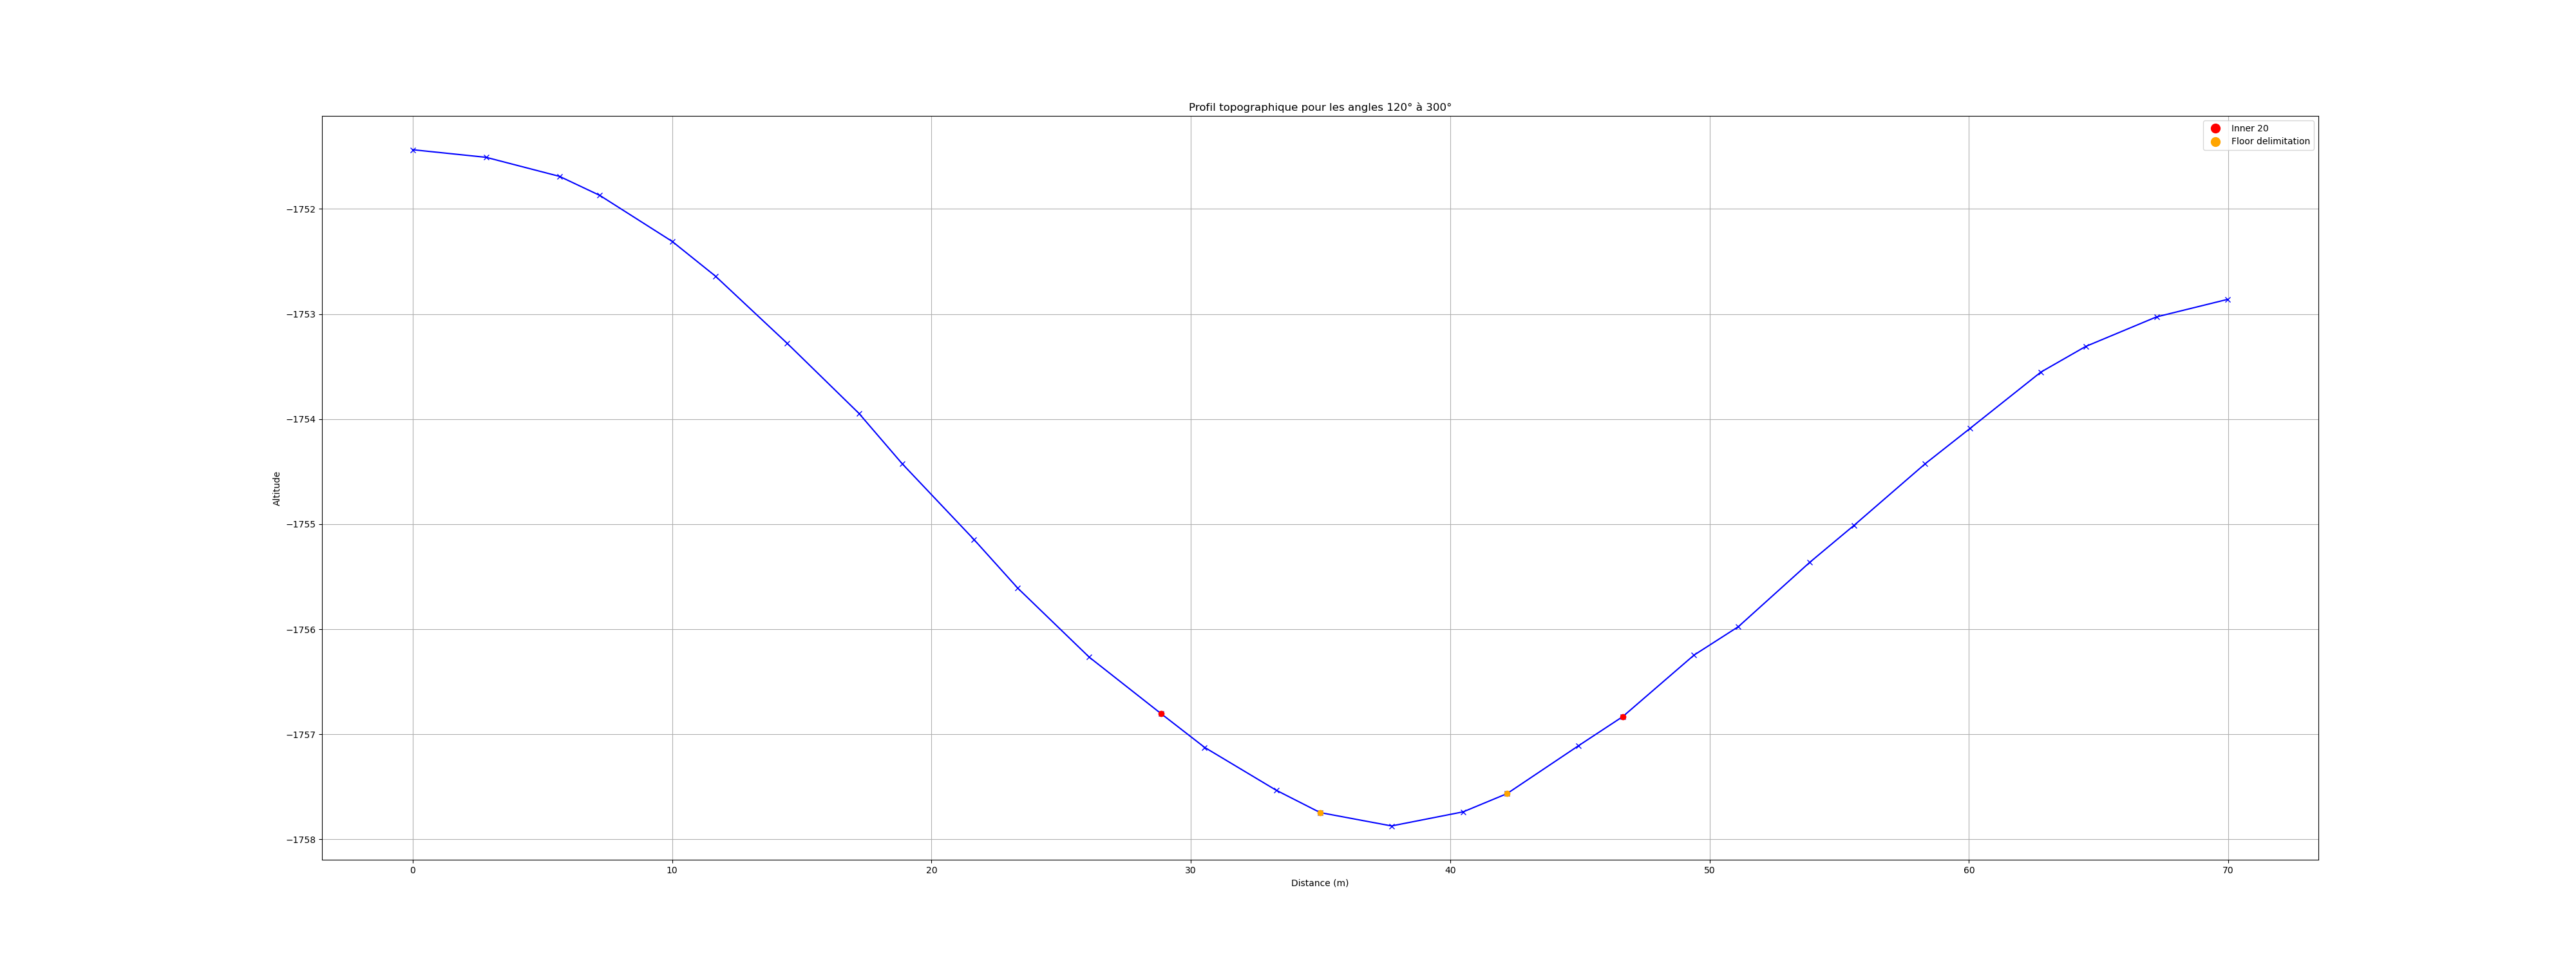 Profil topographique pour les angles 120° à 300°
Inner 20
Floor delimitation
Altitude
−1752
−1753
−1754
−1755
−1756
−1757
−1758
0 10 20 30 40 50 60 70
Distance (m)